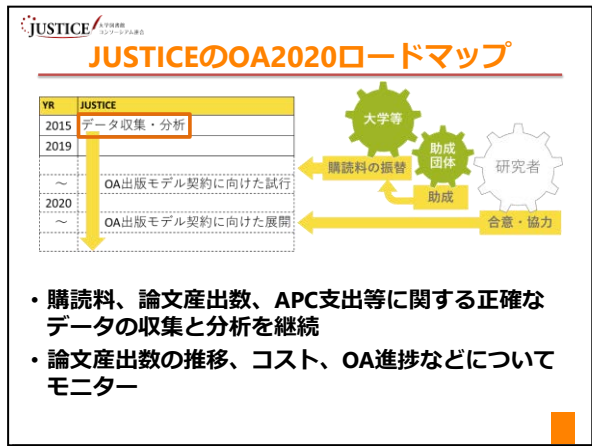 JUSTICE 大学図書館
コンソーシアム連合
JUSTICEのOA2020ロードマップ
YR JUSTICE
2015 データ収集・分析
2019
～ OA出版モデル契約に向けた試行
2020
～ OA出版モデル契約に向けた展開
大学等
助成
団体
研究者
購読料の振替
助成
合意・協力
・購読料、論文産出数、APC支出等に関する正確な
データの収集と分析を継続
・論文産出数の推移、コスト、OA進捗などについて
モニター